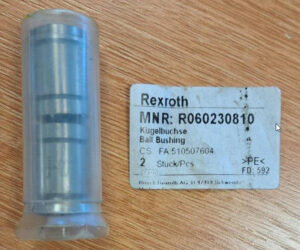 Rexroth
MNR: R060230810
Kugelbuchse
Ball Bushing
CS FA 510507604
2 Stück/Pcs. >PE<
FD: 592